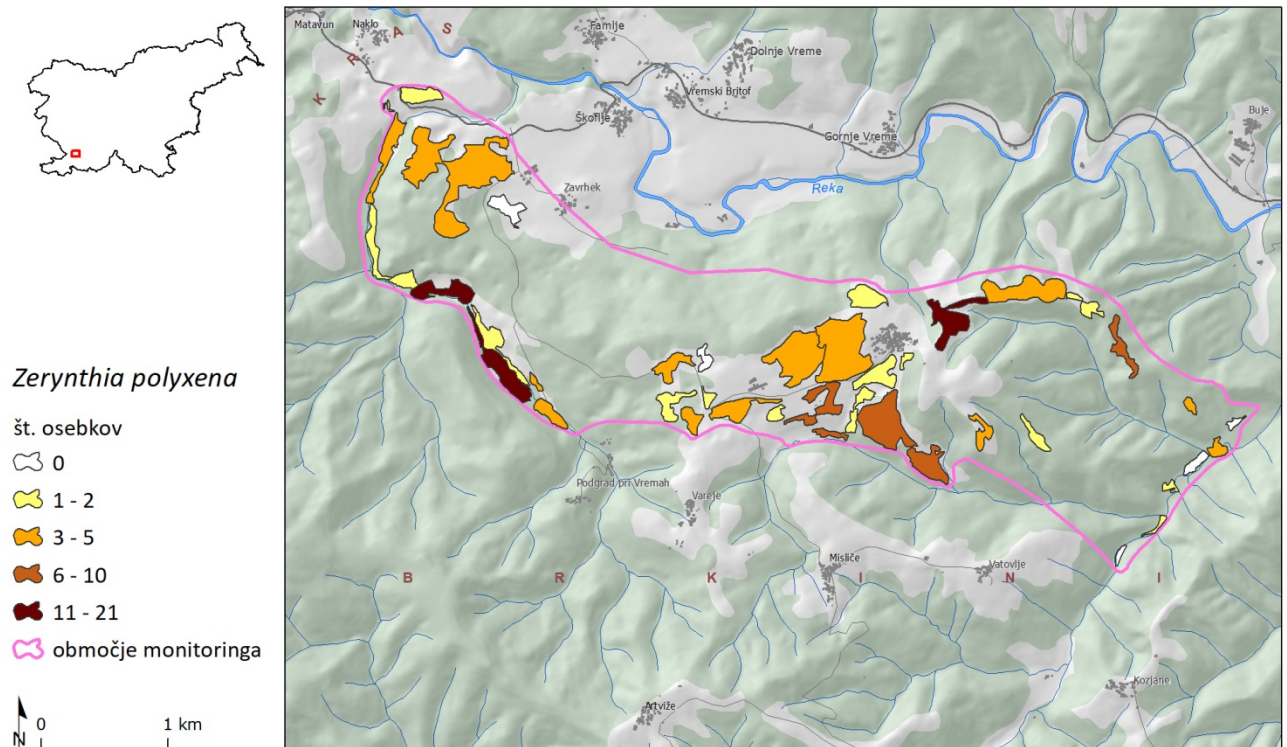 Zerynthia polyxena
št. osebkov
0
1 - 2
3 - 5
6 - 10
11 - 21
območje monitoringa
N
0
1 km
Matavun
Naklo
Famlje
Dolnje Vreme
KRAS
Vremski Britof
Škoflje
Gornje Vreme
Buje
Zavrhek
Reka
Podgrad pri Vremah
Vareje
Misliče
Vatovlje
BRKINI
Kozjane
Artviže